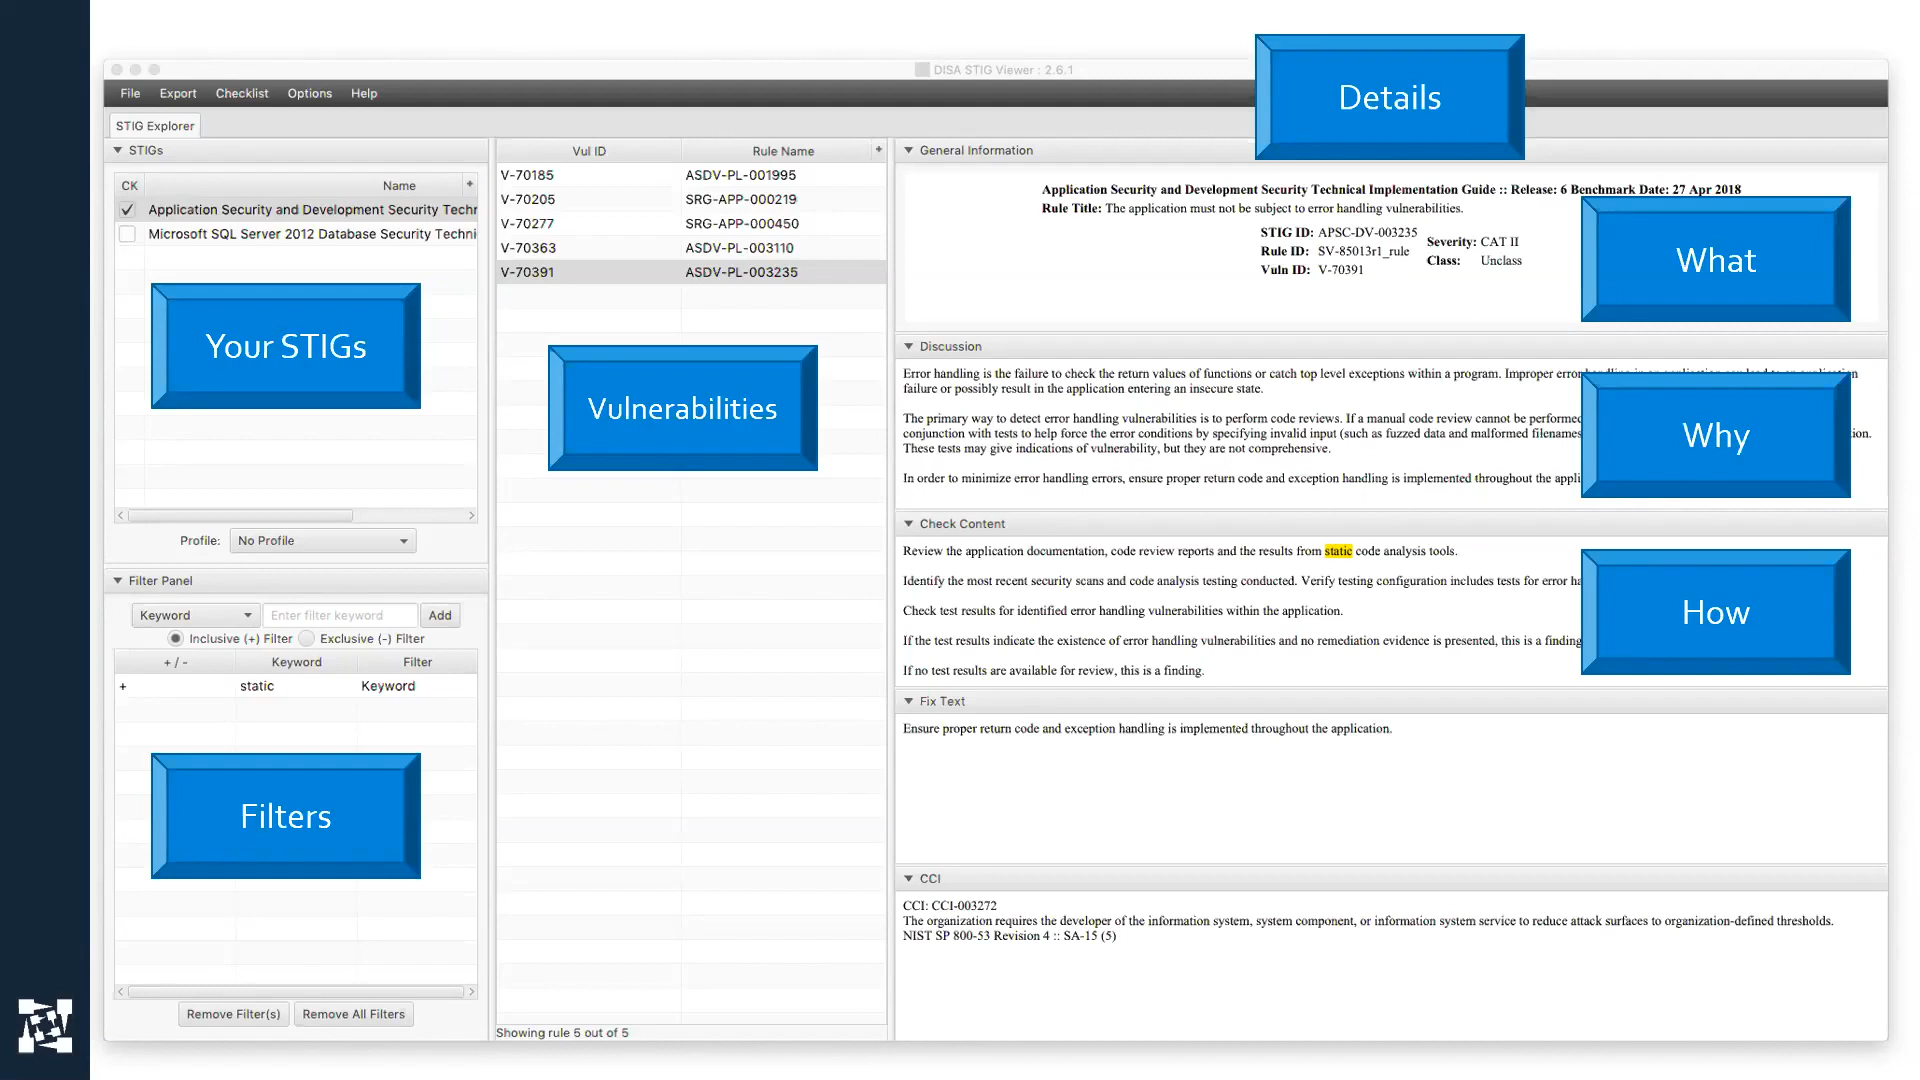 DISA STIG Viewer : 2.6.1
File Export Checklist Options Help
Details
STIG Explorer
STIGs
CK Name +
Application Security and Development Security Techn
Microsoft SQL Server 2012 Database Security Techni
Your STIGs
Profile: No Profile
Filter Panel
Keyword Enter filter keyword Add
Inclusive (+) Filter Exclusive (-) Filter
+ / - Keyword Filter
+ static Keyword
Filters
Remove Filter(s) Remove All Filters
Vul ID Rule Name +
V-70185 ASDV-PL-001995
V-70205 SRG-APP-000219
V-70277 SRG-APP-000450
V-70363 ASDV-PL-003110
V-70391 ASDV-PL-003235
Vulnerabilities
Showing rule 5 out of 5
General Information
Application Security and Development Security Technical Implementation Guide :: Release: 6 Benchmark Date: 27 Apr 2018
Rule Title: The application must not be subject to error handling vulnerabilities.
STIG ID: APSC-DV-003235
Rule ID: SV-85013r1_rule
Vuln ID: V-70391
Severity: CAT II
Class: Unclass
What
Discussion
Error handling is the failure to check the return values of functions or catch top level exceptions within a program. Improper error handling in an application can lead to an application
failure or possibly result in the application entering an insecure state.
The primary way to detect error handling vulnerabilities is to perform code reviews. If a manual code review cannot be performed
conjunction with tests to help force the error conditions by specifying invalid input (such as fuzzed data and malformed filenames
These tests may give indications of vulnerability, but they are not comprehensive.
In order to minimize error handling errors, ensure proper return code and exception handling is implemented throughout the appli
Why
Check Content
Review the application documentation, code review reports and the results from static code analysis tools.
Identify the most recent security scans and code analysis testing conducted. Verify testing configuration includes tests for error ha
Check test results for identified error handling vulnerabilities within the application.
If the test results indicate the existence of error handling vulnerabilities and no remediation evidence is presented, this is a finding
If no test results are available for review, this is a finding.
How
Fix Text
Ensure proper return code and exception handling is implemented throughout the application.
CCI
CCI: CCI-003272
The organization requires the developer of the information system, system component, or information system service to reduce attack surfaces to organization-defined thresholds.
NIST SP 800-53 Revision 4 :: SA-15 (5)